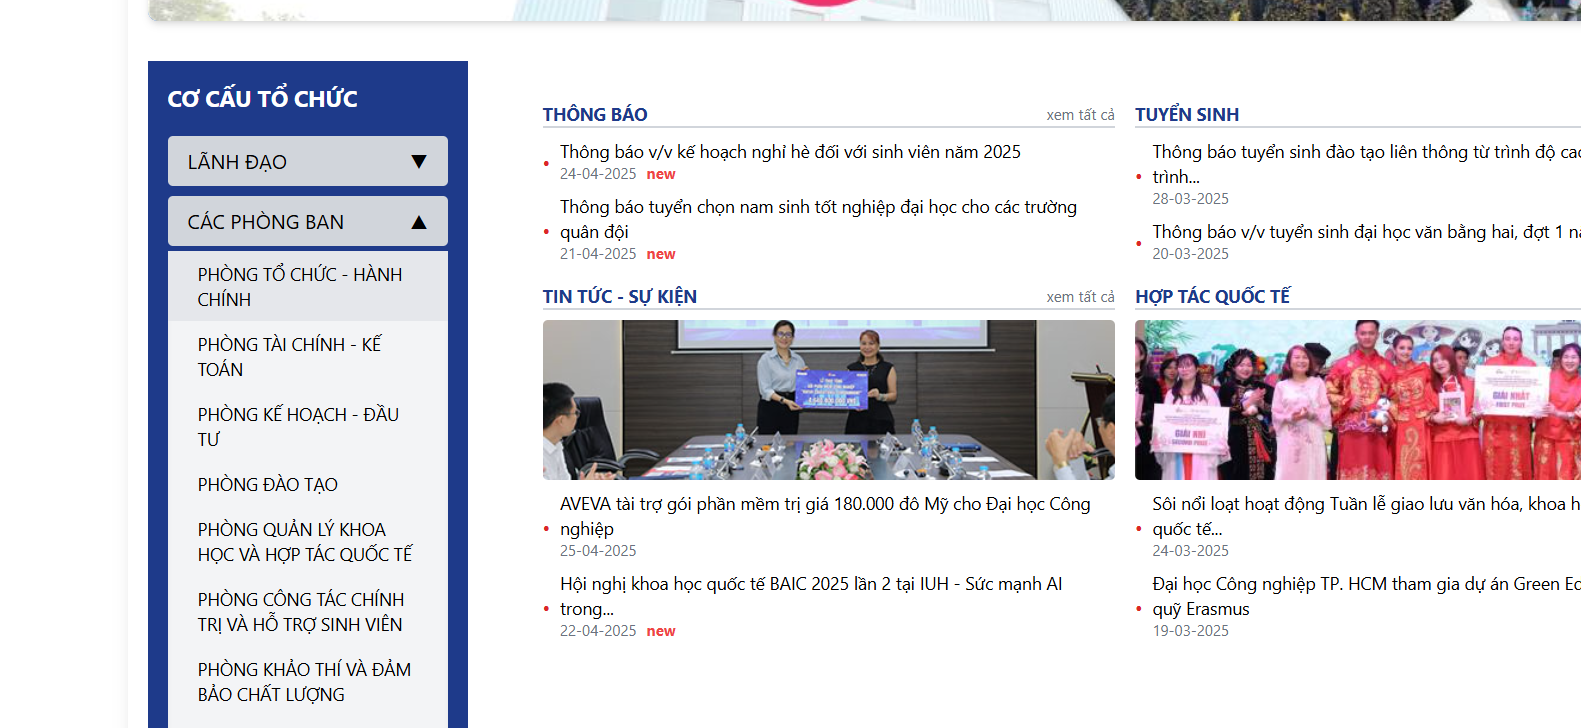 CƠ CẤU TỔ CHỨC
LÃNH ĐẠO ▼
CÁC PHÒNG BAN ▲
PHÒNG TỔ CHỨC - HÀNH
CHÍNH
PHÒNG TÀI CHÍNH - KẾ
TOÁN
PHÒNG KẾ HOẠCH - ĐẦU
TƯ
PHÒNG ĐÀO TẠO
PHÒNG QUẢN LÝ KHOA
HỌC VÀ HỢP TÁC QUỐC TẾ
PHÒNG CÔNG TÁC CHÍNH
TRỊ VÀ HỖ TRỢ SINH VIÊN
PHÒNG KHẢO THÍ VÀ ĐẢM
BẢO CHẤT LƯỢNG
THÔNG BÁO xem tất cả
• Thông báo v/v kế hoạch nghỉ hè đối với sinh viên năm 2025
24-04-2025 new
• Thông báo tuyển chọn nam sinh tốt nghiệp đại học cho các trường
quân đội
21-04-2025 new
TUYỂN SINH
• Thông báo tuyển sinh đào tạo liên thông từ trình độ cao
trình...
28-03-2025
• Thông báo v/v tuyển sinh đại học văn bằng hai, đợt 1
20-03-2025
TIN TỨC - SỰ KIỆN xem tất cả
• AVEVA tài trợ gói phần mềm trị giá 180.000 đô Mỹ cho Đại học Công
nghiệp
25-04-2025
• Hội nghị khoa học quốc tế BAIC 2025 lần 2 tại IUH - Sức mạnh AI
trong...
22-04-2025 new
HỢP TÁC QUỐC TẾ
GIẢI NHÌ
SECOND PRIZE
GIẢI NHẤT
FIRST PRIZE
• Sôi nổi loạt hoạt động Tuần lễ giao lưu văn hóa, khoa
quốc tế...
24-03-2025
• Đại học Công nghiệp TP. HCM tham gia dự án Green
quỹ Erasmus
19-03-2025